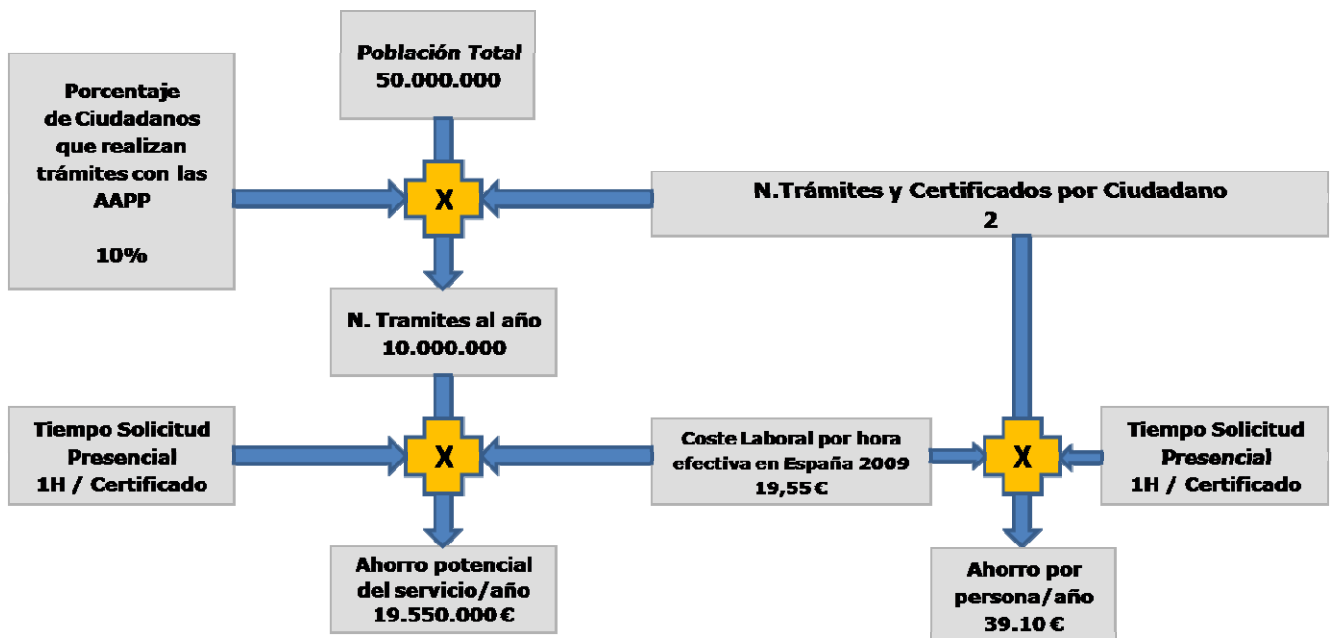 Población Total
50.000.000
Porcentaje
de Ciudadanos
que realizan
trámites con las
AAPP
10%
X
N.Trámites y Certificados por Ciudadano
2
N. Tramites al año
10.000.000
Tiempo Solicitud
Presencial
1H / Certificado
X
Coste Laboral por hora
efectiva en España 2009
19,55 €
X
Tiempo Solicitud
Presencial
1H / Certificado
Ahorro potencial
del servicio/año
19.550.000 €
Ahorro por
persona/año
39.10 €